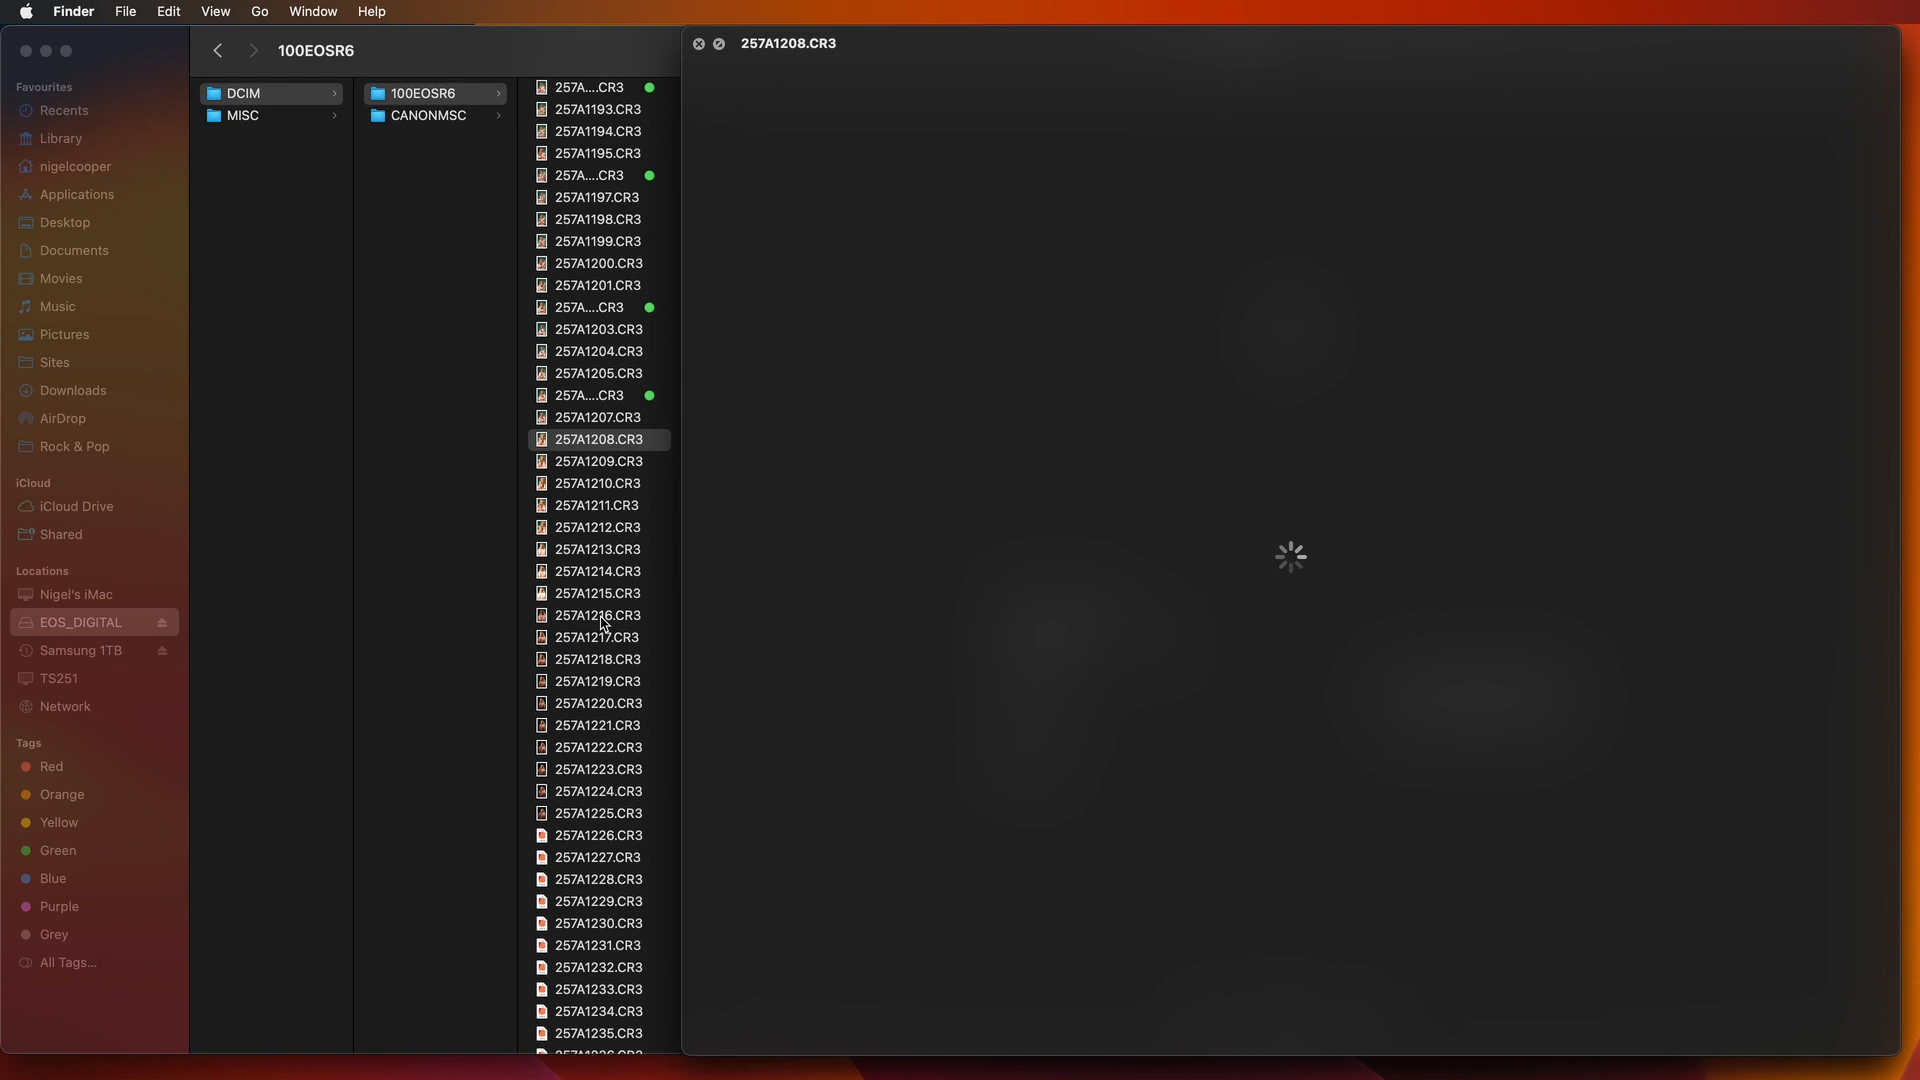 Finder File Edit View Go Window Help
100EOSR6
257A1208.CR3
Favourites
Recents
Library
nigelcooper
Applications
Desktop
Documents
Movies
Music
Pictures
Sites
Downloads
AirDrop
Rock & Pop
iCloud
iCloud Drive
Shared
Locations
Nigel's iMac
EOS_DIGITAL
Samsung 1TB
TS251
Network
Tags
Red
Orange
Yellow
Green
Blue
Purple
Grey
All Tags...
DCIM
MISC
100EOSR6
CANONMSC
257A....CR3
257A1193.CR3
257A1194.CR3
257A1195.CR3
257A....CR3
257A1197.CR3
257A1198.CR3
257A1199.CR3
257A1200.CR3
257A1201.CR3
257A....CR3
257A1203.CR3
257A1204.CR3
257A1205.CR3
257A....CR3
257A1207.CR3
257A1208.CR3
257A1209.CR3
257A1210.CR3
257A1211.CR3
257A1212.CR3
257A1213.CR3
257A1214.CR3
257A1215.CR3
257A1216.CR3
257A1217.CR3
257A1218.CR3
257A1219.CR3
257A1220.CR3
257A1221.CR3
257A1222.CR3
257A1223.CR3
257A1224.CR3
257A1225.CR3
257A1226.CR3
257A1227.CR3
257A1228.CR3
257A1229.CR3
257A1230.CR3
257A1231.CR3
257A1232.CR3
257A1233.CR3
257A1234.CR3
257A1235.CR3